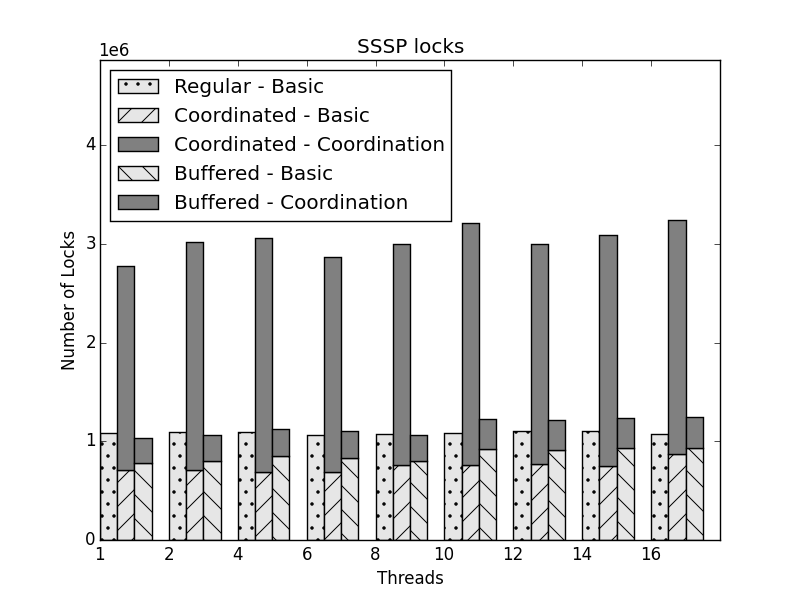 SSSP locks
1e6
Regular - Basic
Coordinated - Basic
Coordinated - Coordination
Buffered - Basic
Buffered - Coordination
4
3
2
1
0
Number of Locks
1 2 4 6 8 10 12 14 16
Threads